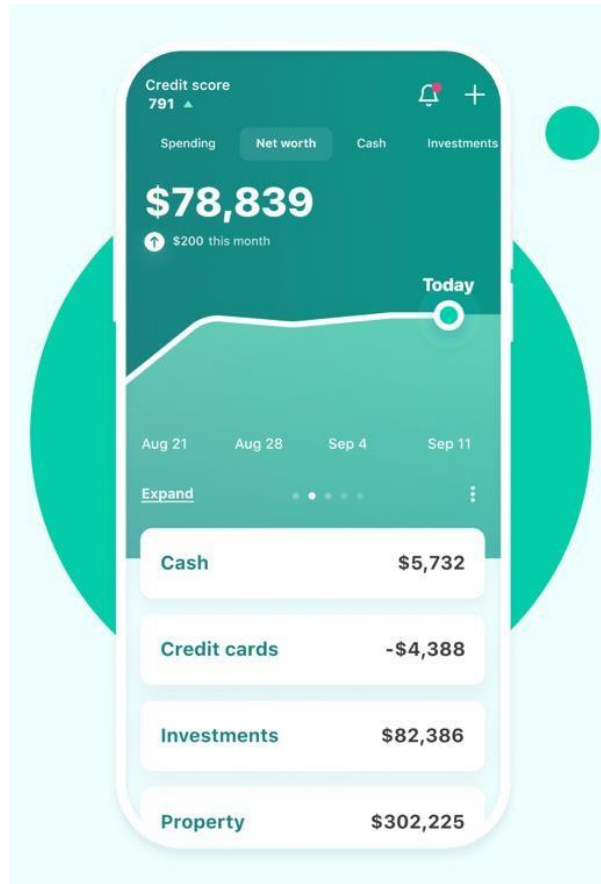 Credit score
791 ▲
Spending Net worth Cash Investments
$78,839
$200 this month
Today
Aug 21 Aug 28 Sep 4 Sep 11
Expand
Cash $5,732
Credit cards -$4,388
Investments $82,386
Property $302,225